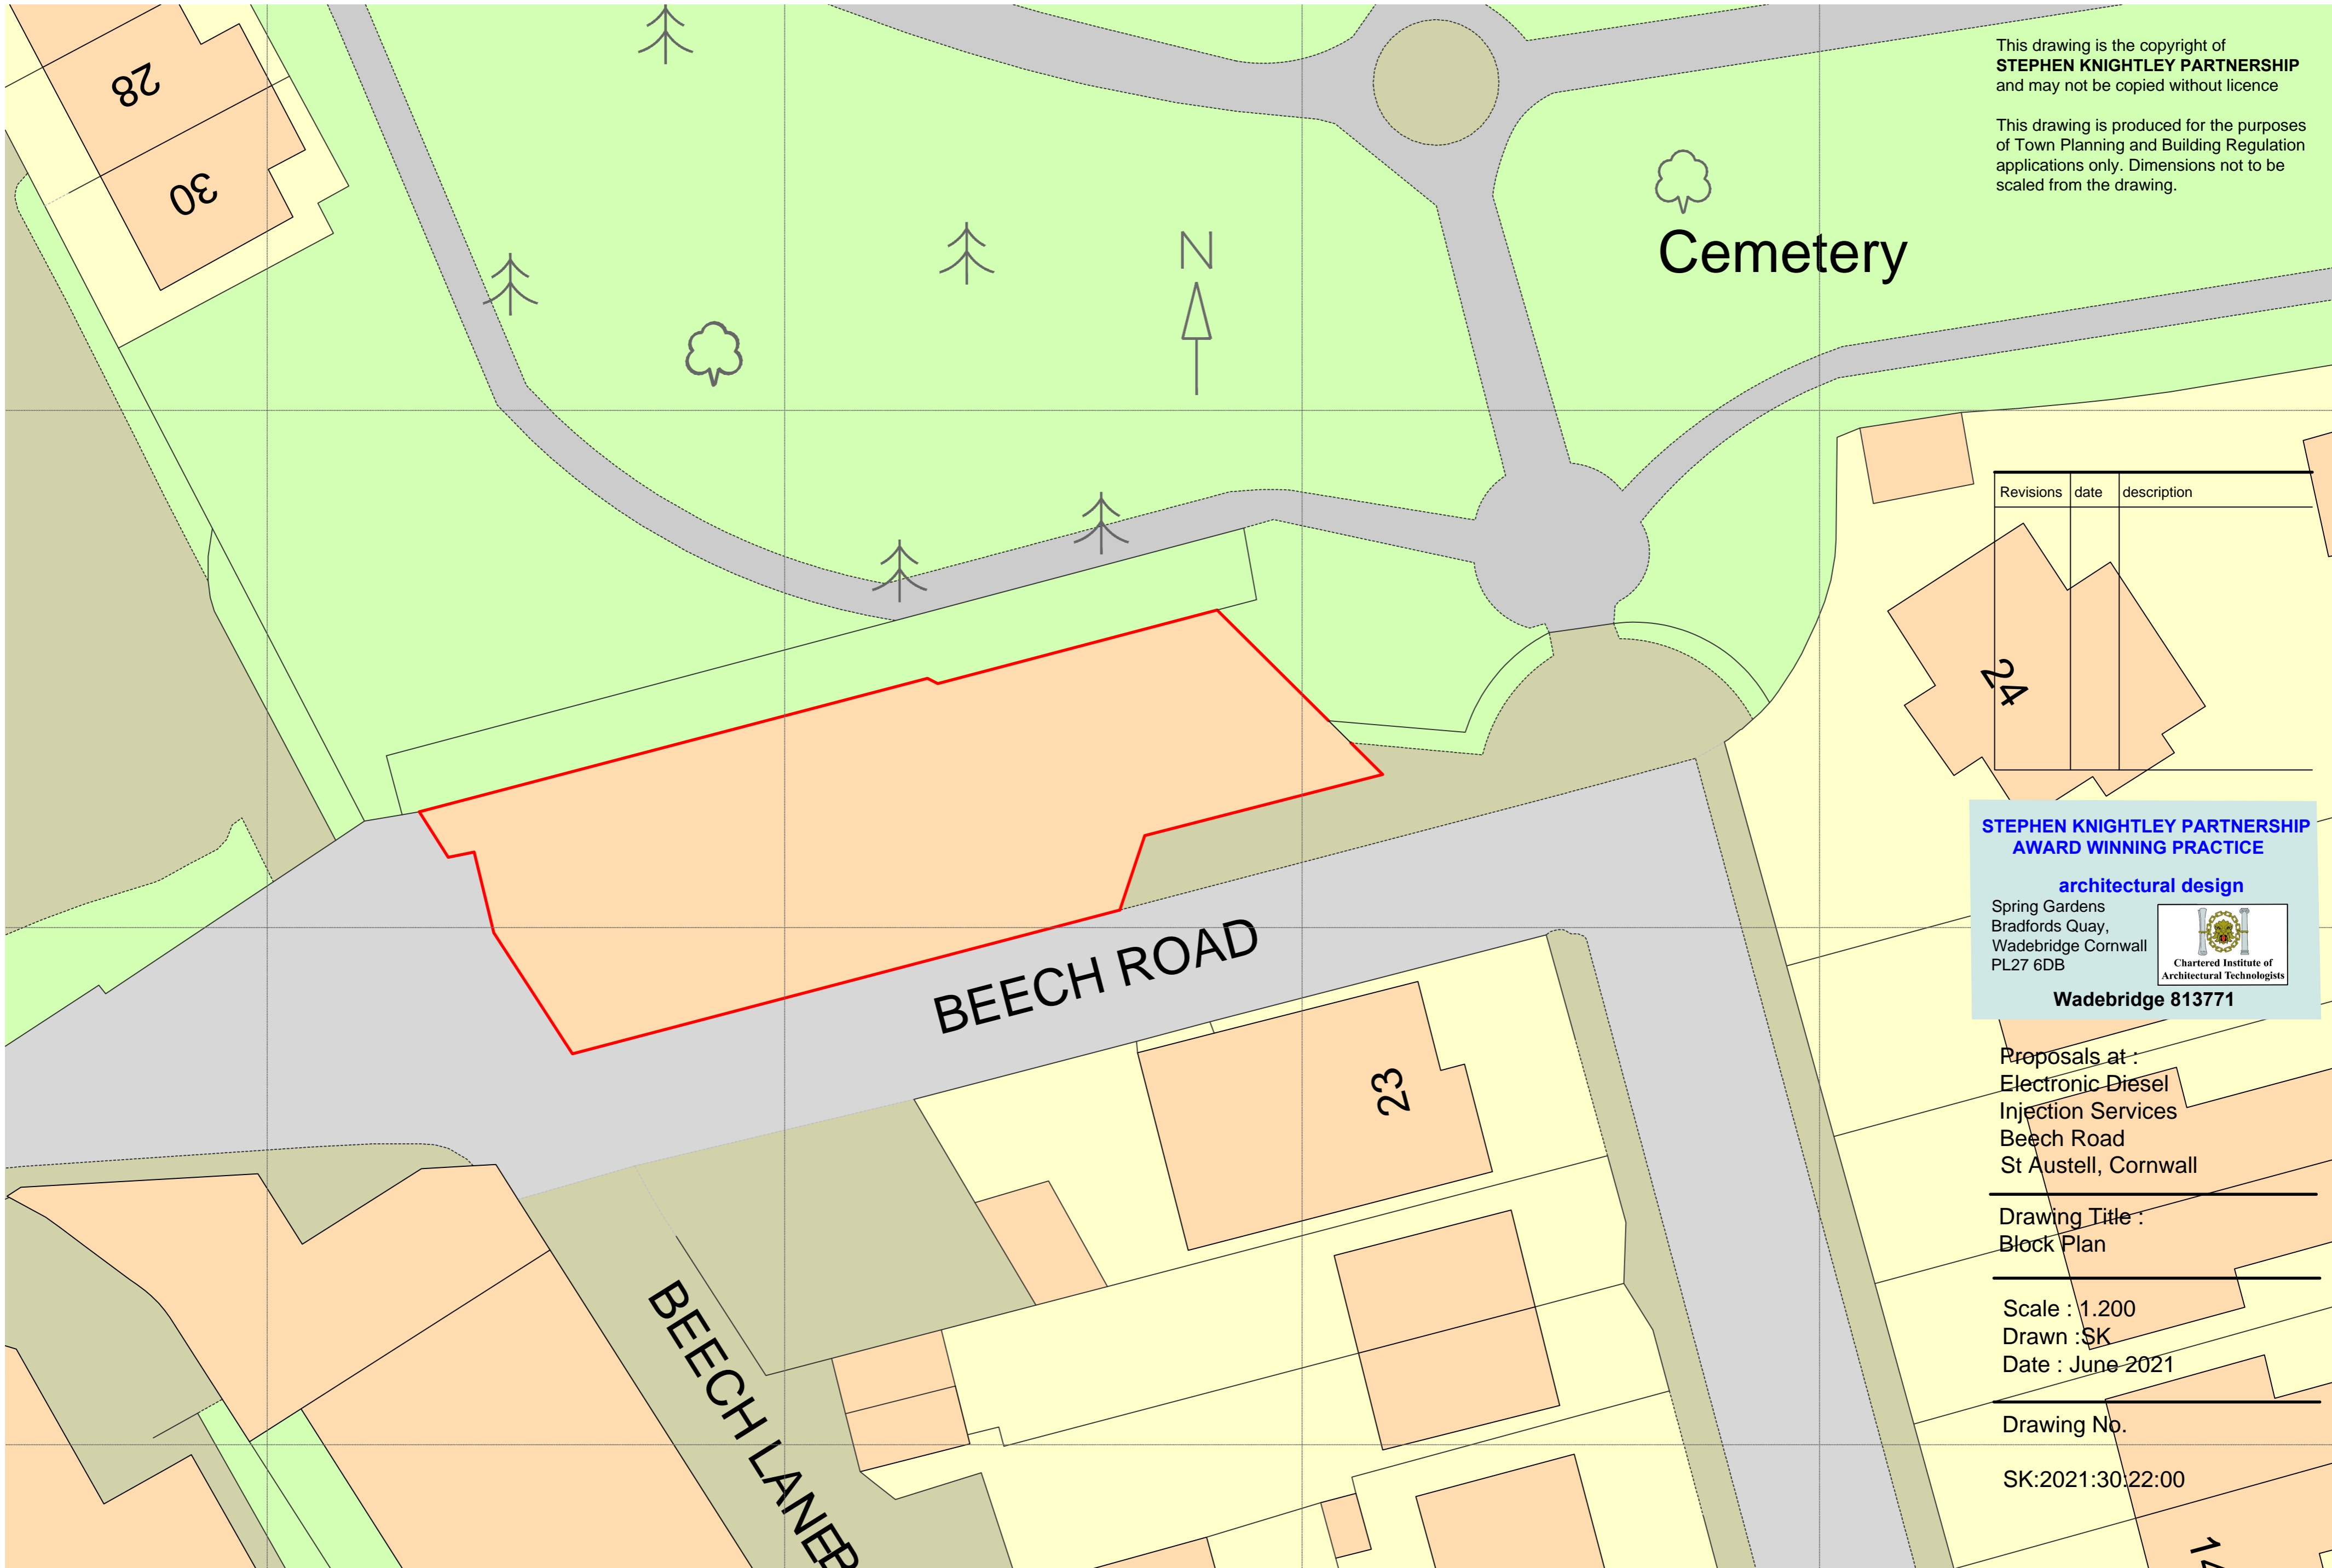 28
30
N
Cemetery
This drawing is the copyright of
STEPHEN KNIGHTLEY PARTNERSHIP
and may not be copied without licence
This drawing is produced for the purposes
of Town Planning and Building Regulation
applications only. Dimensions not to be
scaled from the drawing.
Revisions date description
24
BEECH ROAD
23
BEECH LANE
STEPHEN KNIGHTLEY PARTNERSHIP
AWARD WINNING PRACTICE
architectural design
Spring Gardens
Bradfords Quay,
Wadebridge Cornwall
PL27 6DB
Chartered Institute of
Architectural Technologists
Wadebridge 813771
Proposals at :
Electronic Diesel
Injection Services
Beech Road
St Austell, Cornwall
Drawing Title :
Block Plan
Scale : 1.200
Drawn :SK
Date : June 2021
Drawing No.
SK:2021:30:22:00